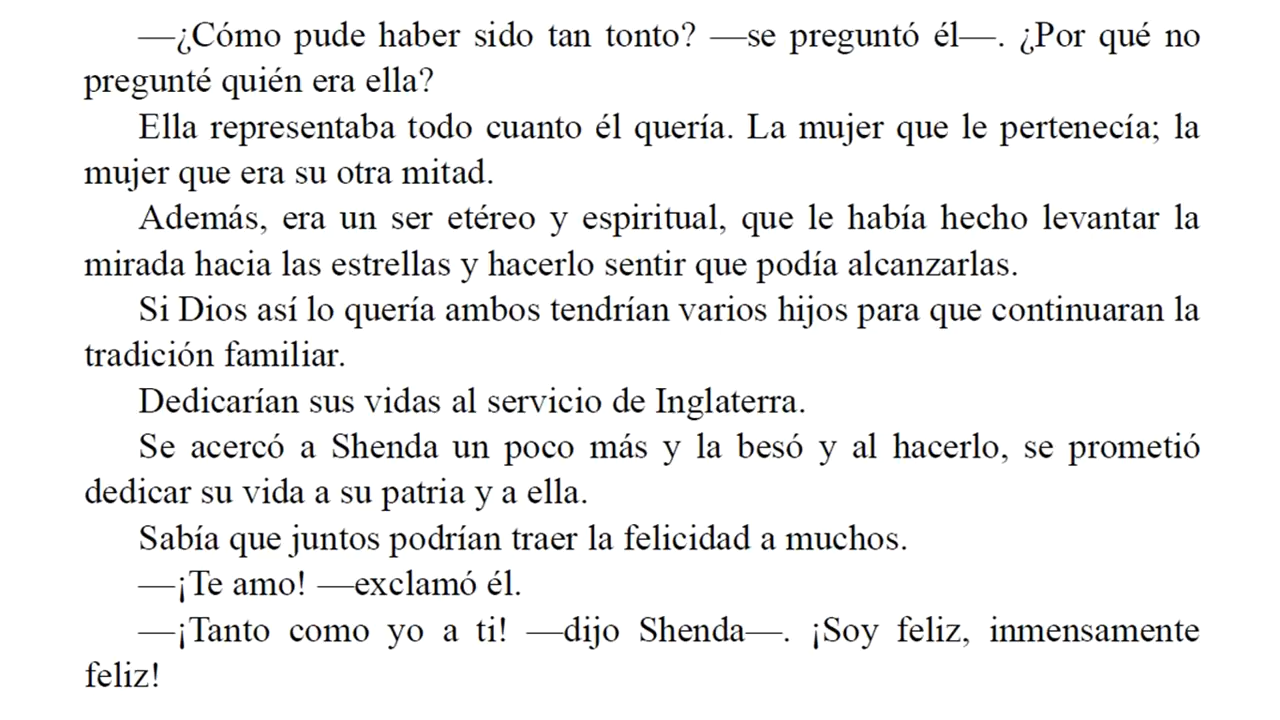 —¿Cómo pude haber sido tan tonto? —se preguntó él—. ¿Por qué no
pregunté quién era ella?
Ella representaba todo cuanto él quería. La mujer que le pertenecía; la
mujer que era su otra mitad.
Además, era un ser etéreo y espiritual, que le había hecho levantar la
mirada hacia las estrellas y hacerlo sentir que podía alcanzarlas.
Si Dios así lo quería ambos tendrían varios hijos para que continuaran la
tradición familiar.
Dedicarían sus vidas al servicio de Inglaterra.
Se acercó a Shenda un poco más y la besó y al hacerlo, se prometió
dedicar su vida a su patria y a ella.
Sabía que juntos podrían traer la felicidad a muchos.
—¡Te amo! —exclamó él.
—¡Tanto como yo a ti! —dijo Shenda—. ¡Soy feliz, inmensamente
feliz!